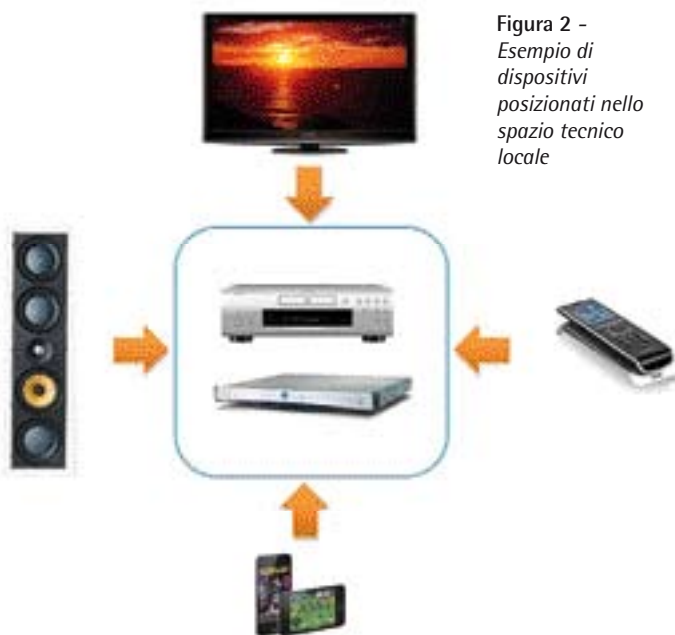 Figura 2 -
Esempio di
dispositivi
posizionati nello
spazio tecnico
locale